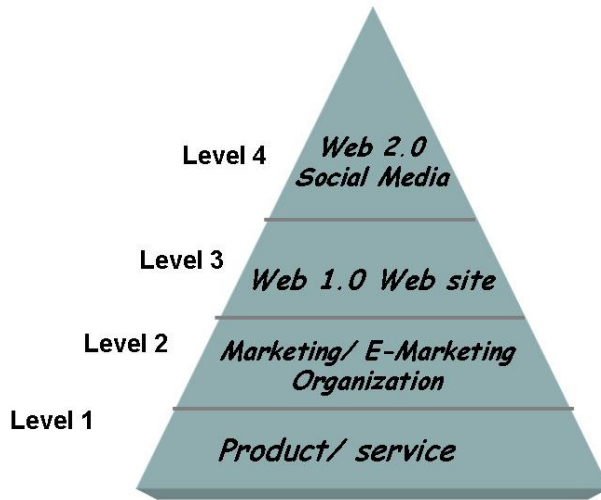 Level 4
Web 2.0
Social Media
Level 3
Web 1.0 Web site
Level 2
Marketing/ E-Marketing
Organization
Level 1
Product/ service